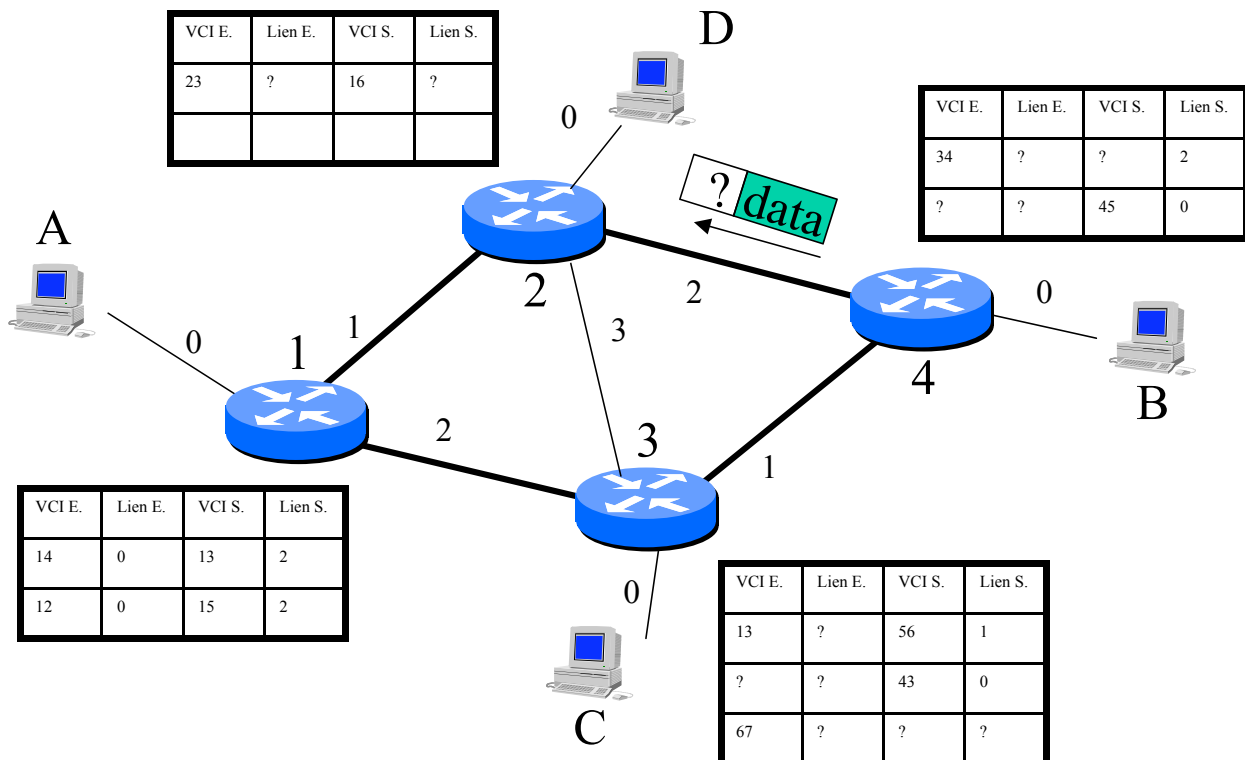 VCI E. Lien E. VCI S. Lien S.
23 ? 16 ?
D
0
VCI E. Lien E. VCI S. Lien S.
34 ? ? 2
? ? 45 0
? data
A
0
1
1
2
2
3
0
4
B
2
3
1
VCI E. Lien E. VCI S. Lien S.
14 0 13 2
12 0 15 2
0
C
VCI E. Lien E. VCI S. Lien S.
13 ? 56 1
? ? 43 0
67 ? ? ?